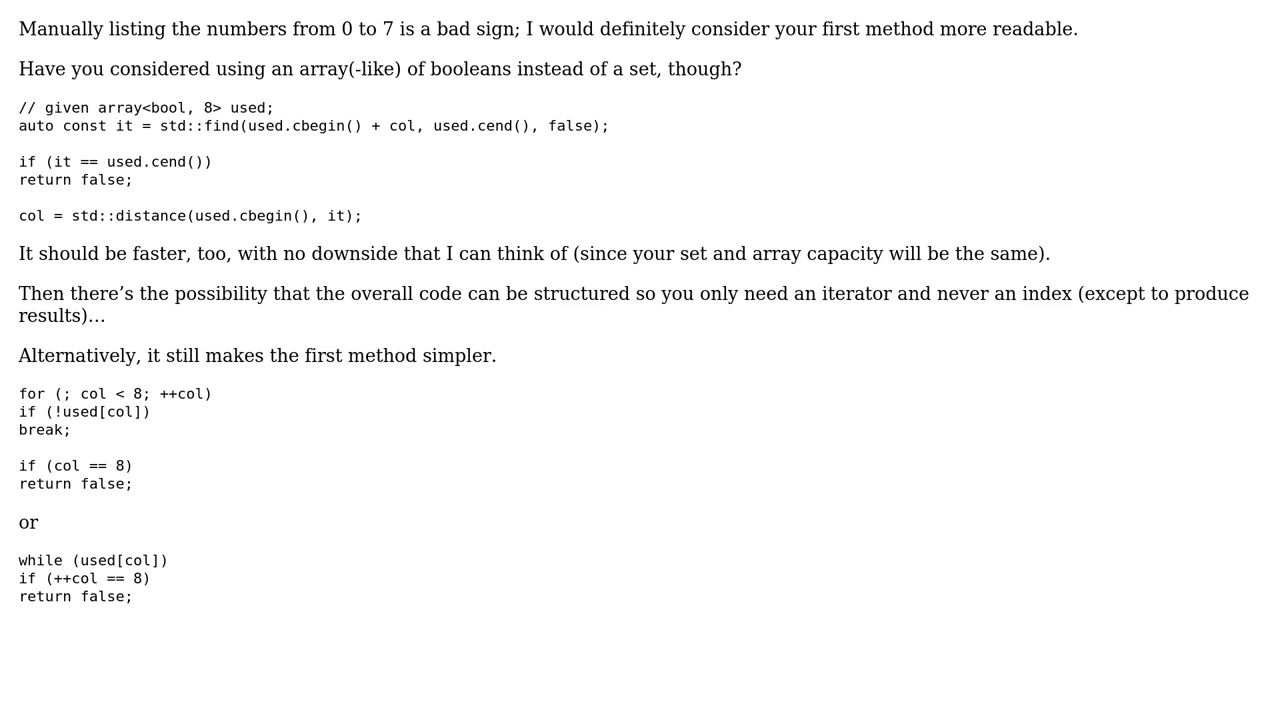 Manually listing the numbers from 0 to 7 is a bad sign; I would definitely consider your first method more readable.
Have you considered using an array(-like) of booleans instead of a set, though?
// given array<bool, 8> used;
auto const it = std::find(used.cbegin() + col, used.cend(), false);
if (it == used.cend())
return false;
col = std::distance(used.cbegin(), it);
It should be faster, too, with no downside that I can think of (since your set and array capacity will be the same).
Then there’s the possibility that the overall code can be structured so you only need an iterator and never an index (except to produce
results)…
Alternatively, it still makes the first method simpler.
for (; col < 8; ++col)
if (!used[col])
break;
if (col == 8)
return false;
or
while (used[col])
if (++col == 8)
return false;